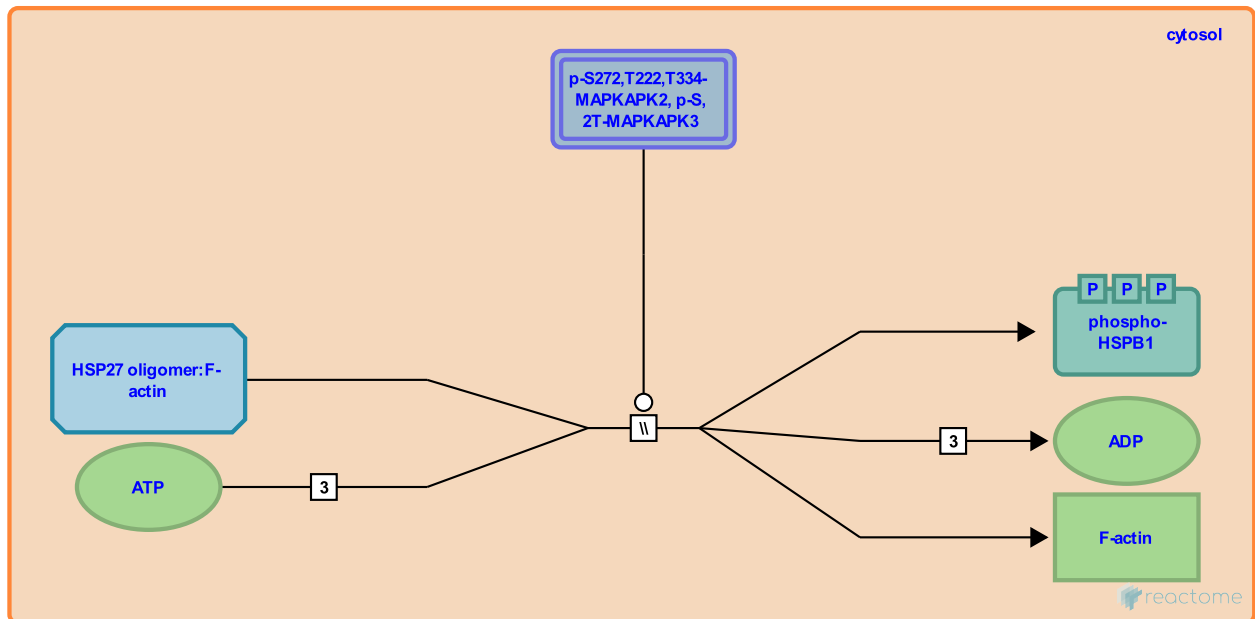 cytosol
p-S272,T222,T334-
MAPKAPK2, p-S,
2T-MAPKAPK3
P P P
phospho-
HSPB1
HSP27 oligomer:F-
actin
\\
3
ADP
ATP
3
F-actin
reactome